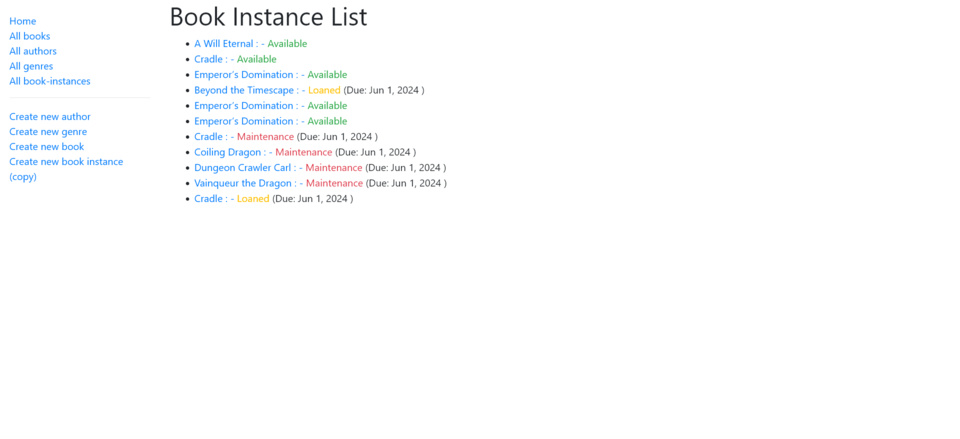 Home
All books
All authors
All genres
All book-instances
Create new author
Create new genre
Create new book
Create new book instance
(copy)
Book Instance List
A Will Eternal : - Available
Cradle : - Available
Emperor's Domination : - Available
Beyond the Timescape : - Loaned (Due: Jun 1, 2024 )
Emperor's Domination : - Available
Emperor's Domination : - Available
Cradle : - Maintenance (Due: Jun 1, 2024 )
Coiling Dragon : - Maintenance (Due: Jun 1, 2024 )
Dungeon Crawler Carl : - Maintenance (Due: Jun 1, 2024 )
Vainqueur the Dragon : - Maintenance (Due: Jun 1, 2024 )
Cradle : - Loaned (Due: Jun 1, 2024 )